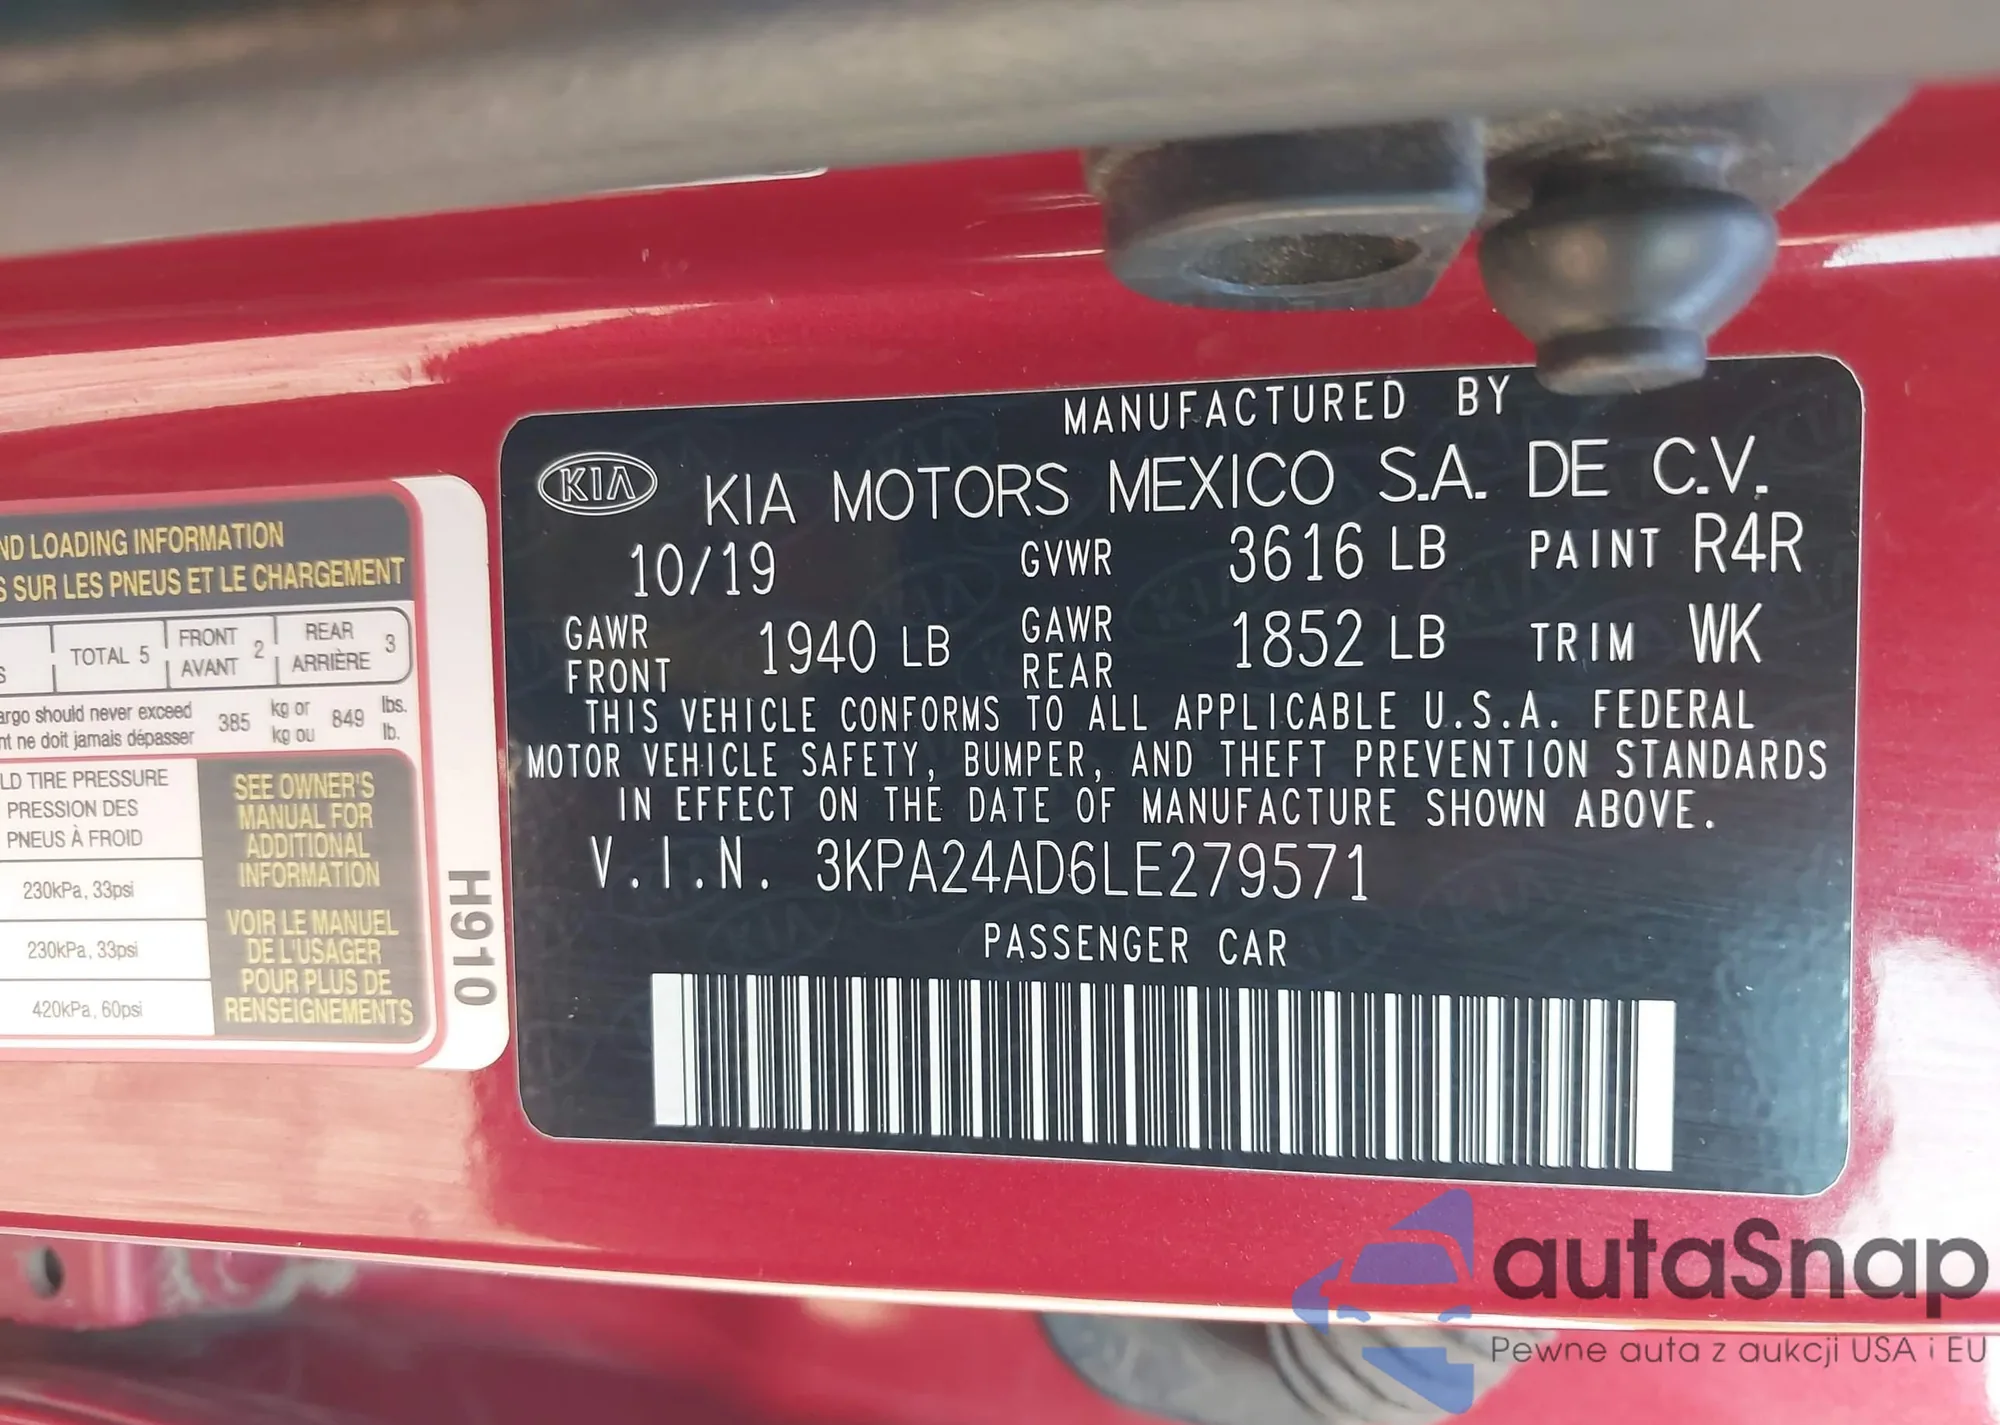 MANUFACTURED BY
KIA KIA MOTORS MEXICO S.A. DE C.V.
10/19 GVWR 3616 LB PAINT R4R
GAWR FRONT 1940 LB GAWR REAR 1852 LB TRIM WK
THIS VEHICLE CONFORMS TO ALL APPLICABLE U.S.A. FEDERAL
MOTOR VEHICLE SAFETY, BUMPER, AND THEFT PREVENTION STANDARDS
IN EFFECT ON THE DATE OF MANUFACTURE SHOWN ABOVE.
V.I.N. 3KPA24AD6LE279571
PASSENGER CAR
LOADING INFORMATION
SUR LES PNEUS ET LE CHARGEMENT
TOTAL 5 FRONT AVANT 2 REAR ARRIÈRE 3
should never exceed 385 kg or 849 lbs.
ne doit jamais dépasser kg ou lb.
TIRE PRESSURE
PRESSION DES
PNEUS À FROID
230kPa, 33psi
230kPa, 33psi
420kPa, 60psi
SEE OWNER'S
MANUAL FOR
ADDITIONAL
INFORMATION
VOIR LE MANUEL
DE L'USAGER
POUR PLUS DE
RENSEIGNEMENTS
H910
autaSnap
Pewne auta z aukcji USA i EU